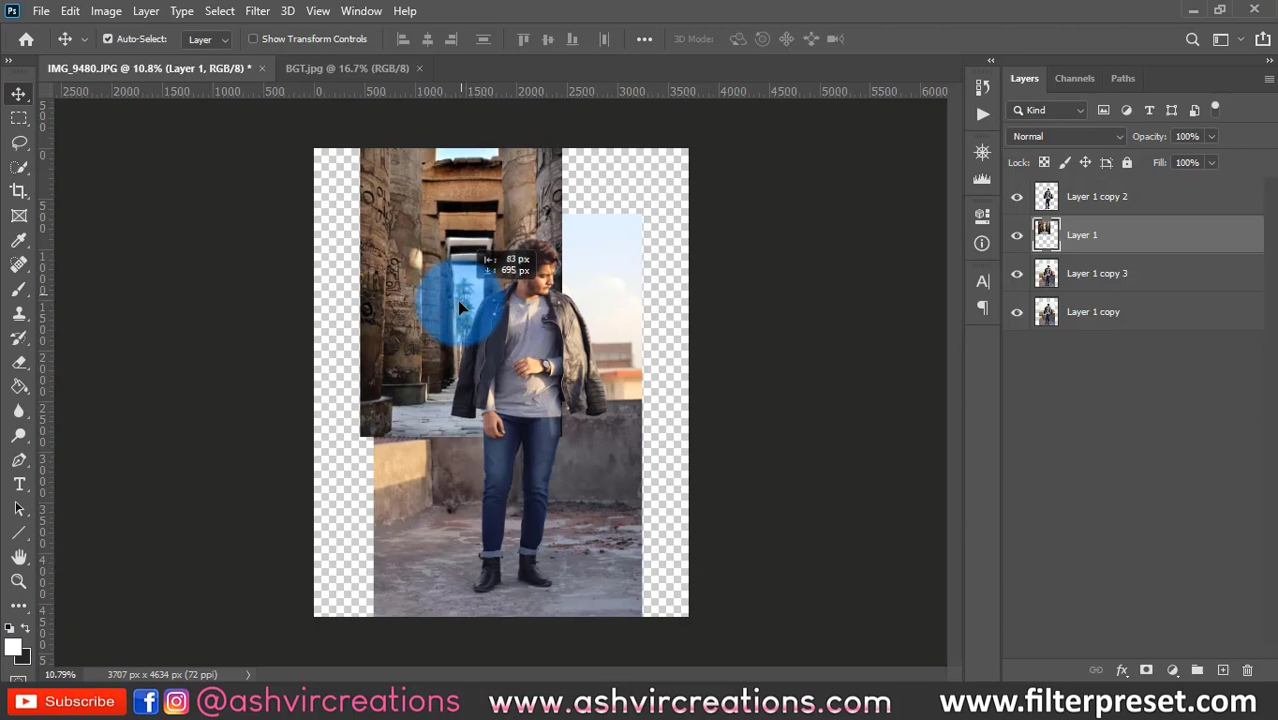 Ps File Edit Image Layer Type Select Filter 3D View Window Help
Auto-Select: Layer Show Transform Controls 3D Mode:
IMG_9480.JPG @ 10.8% (Layer 1, RGB/8) * × BGT.jpg @ 16.7% (RGB/8) ×
2500 2000 1500 1000 500 0 500 1000 1500 2000 2500 3000 3500 4000 4500 5000 5500 6000
83 px
695 px
10.79% 3707 px x 4634 px (72 ppi)
Layers Channels Paths
Kind
Normal Opacity: 100%
Lock: Fill: 100%
Layer 1 copy 2
Layer 1
Layer 1 copy 3
Layer 1 copy
Subscribe @ashvircreations www.ashvircreations.com www.filterpreset.com